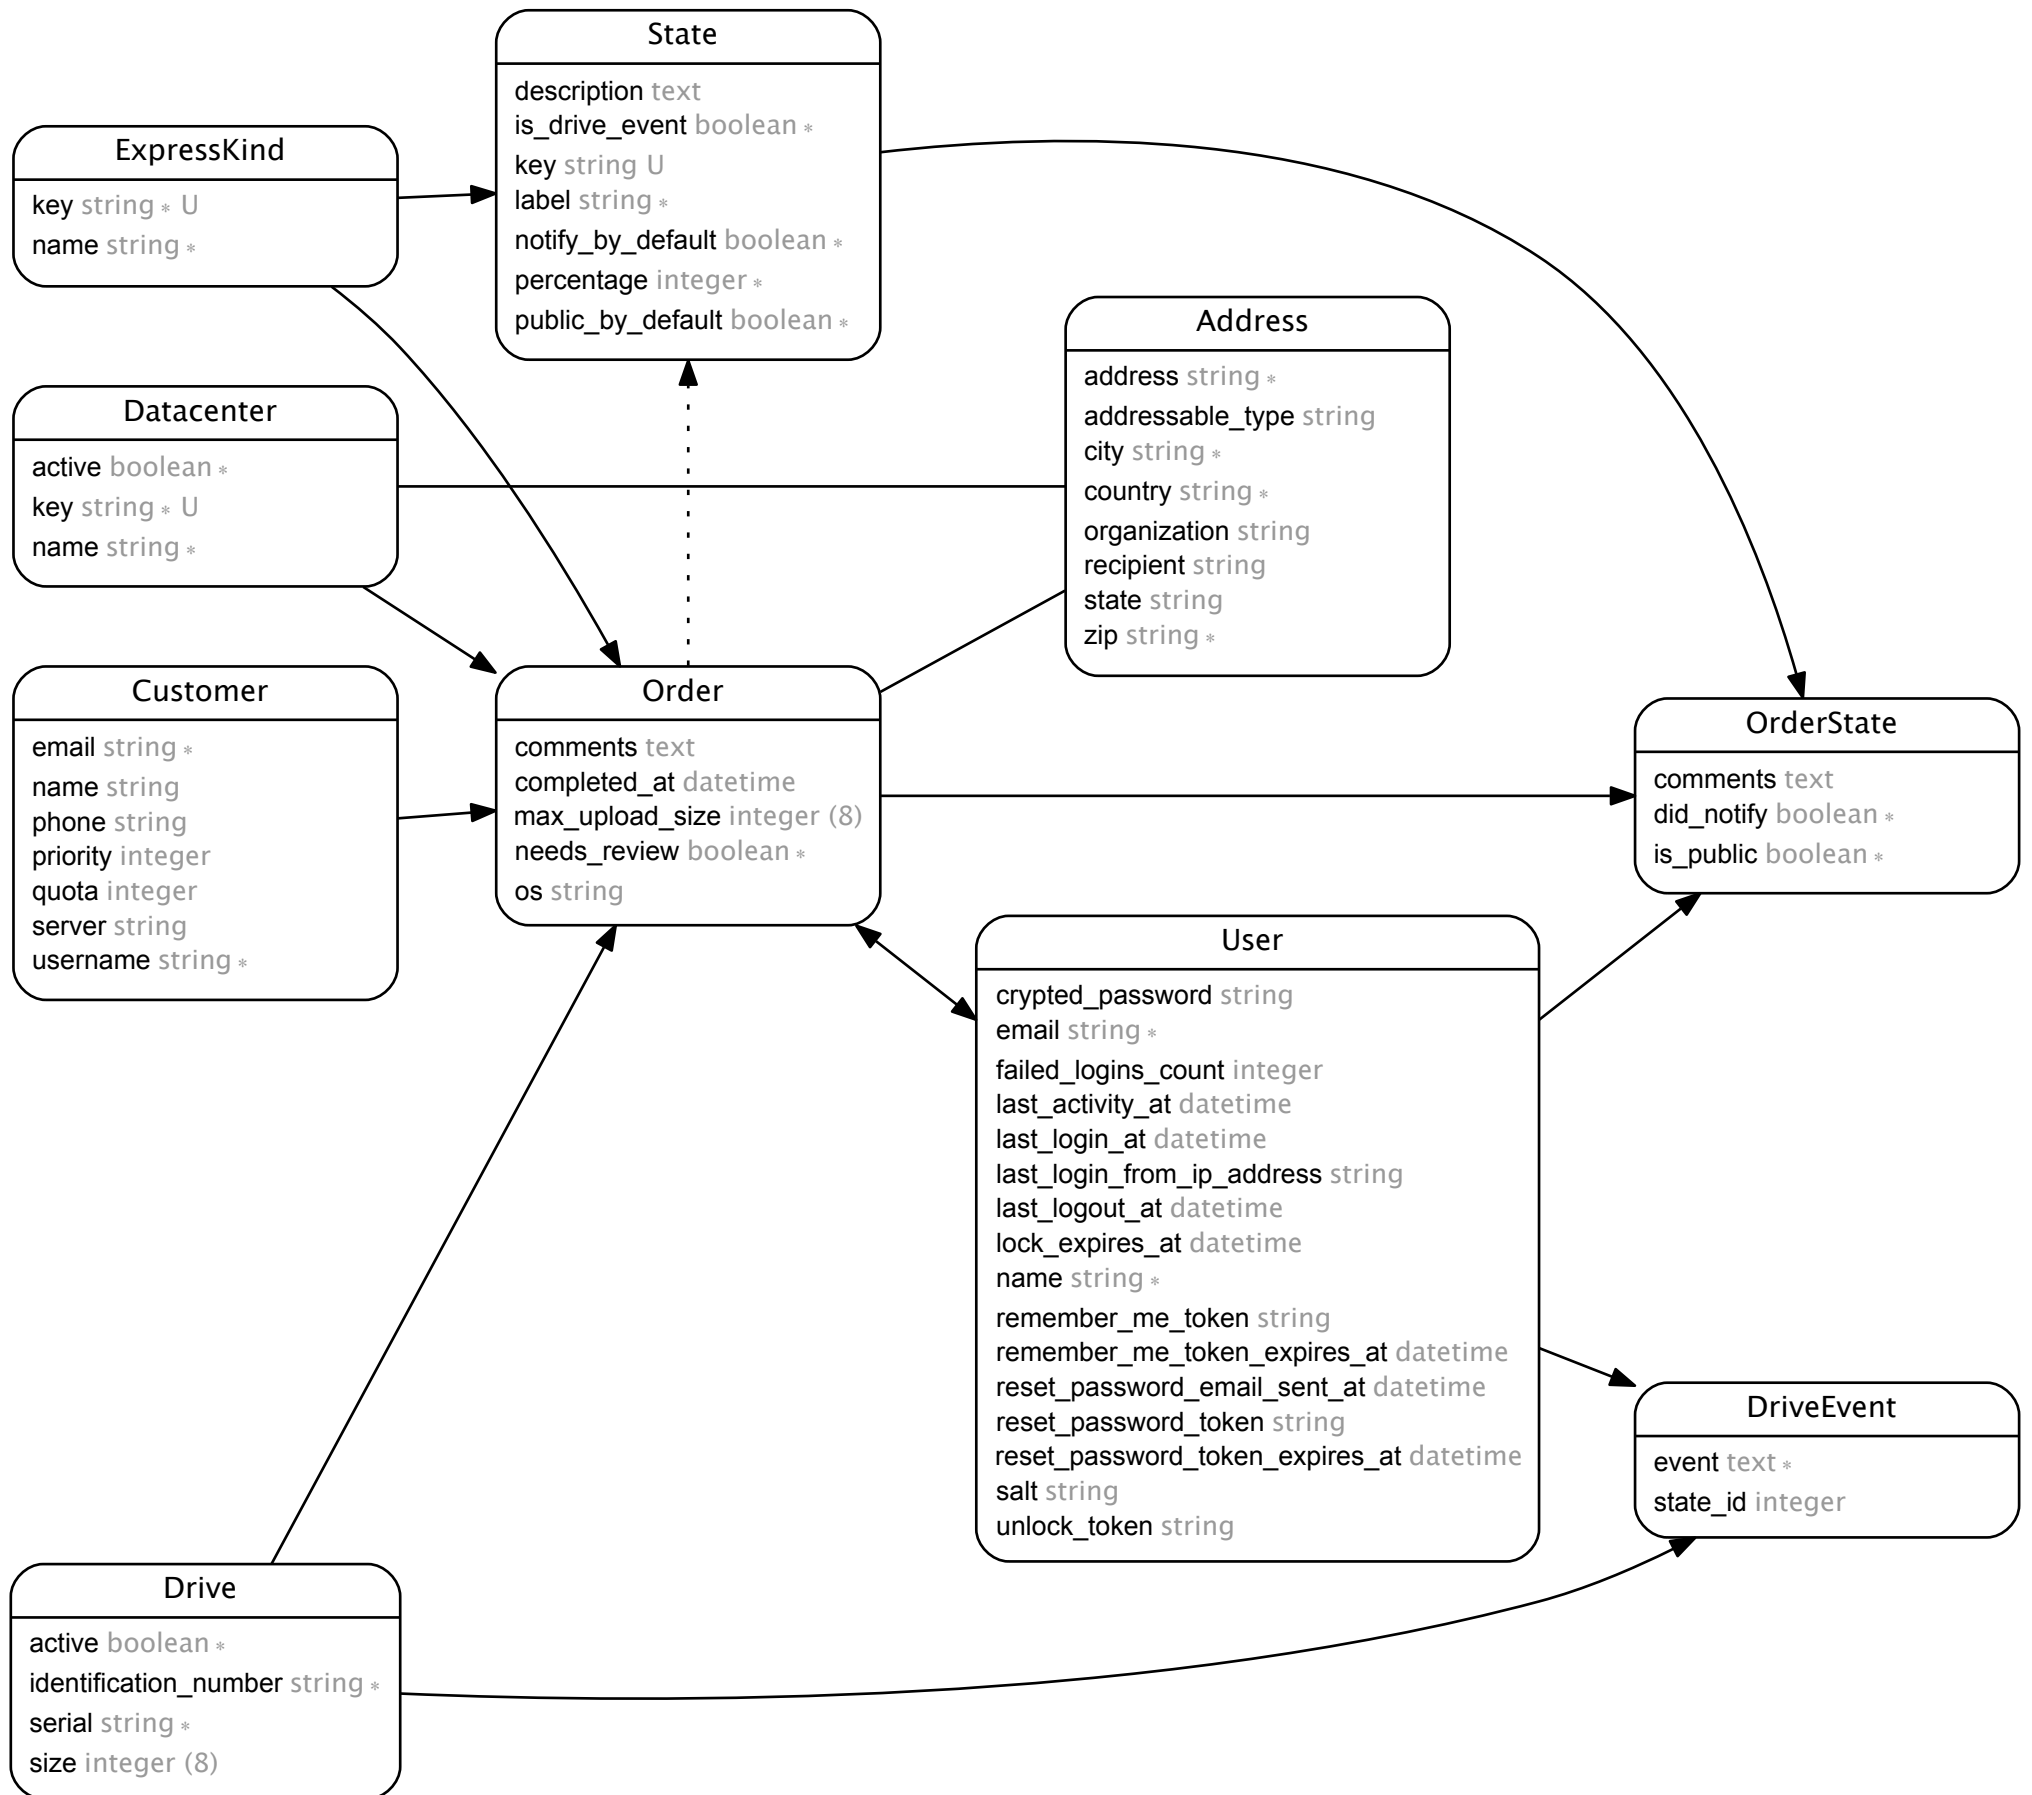 State
description text
is_drive_event boolean *
key string U
label string *
notify_by_default boolean *
percentage integer *
public_by_default boolean *
ExpressKind
key string * U
name string *
Address
address string *
addressable_type string
city string *
country string *
organization string
recipient string
state string
zip string *
Datacenter
active boolean *
key string * U
name string *
Customer
email string *
name string
phone string
priority integer
quota integer
server string
username string *
Order
comments text
completed_at datetime
max_upload_size integer (8)
needs_review boolean *
os string
OrderState
comments text
did_notify boolean *
is_public boolean *
User
crypted_password string
email string *
failed_logins_count integer
last_activity_at datetime
last_login_at datetime
last_login_from_ip_address string
last_logout_at datetime
lock_expires_at datetime
name string *
remember_me_token string
remember_me_token_expires_at datetime
reset_password_email_sent_at datetime
reset_password_token string
reset_password_token_expires_at datetime
salt string
unlock_token string
DriveEvent
event text *
state_id integer
Drive
active boolean *
identification_number string *
serial string *
size integer (8)